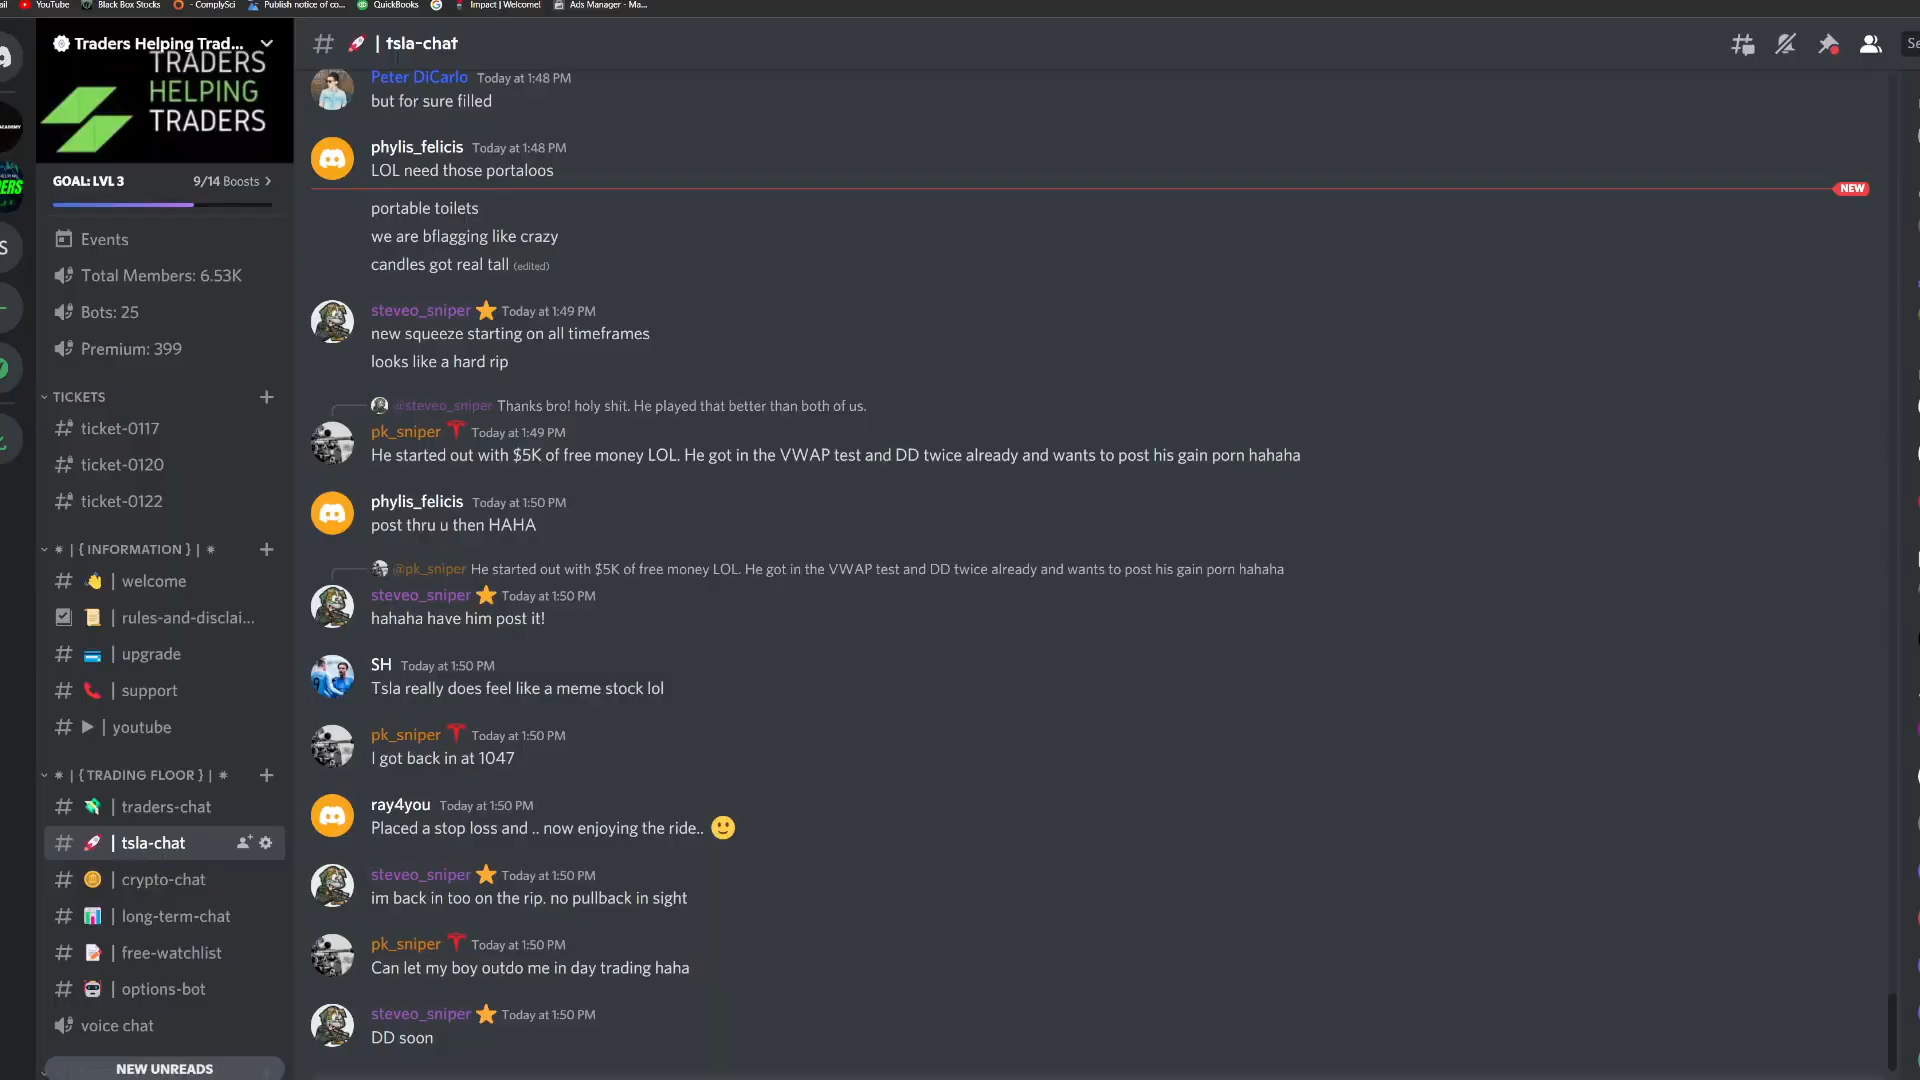 YouTube
Black Box Stocks
- ComplySci
Publish notice of co...
QuickBooks
Impact | Welcome!
Ads Manager - Ma...
Traders Helping Trad...
TRADERS
HELPING
TRADERS
GOAL: LVL 3
9/14 Boosts
Events
Total Members: 6.53K
Bots: 25
Premium: 399
TICKETS
ticket-0117
ticket-0120
ticket-0122
| { INFORMATION } |
| welcome
| rules-and-disclai...
| upgrade
| support
| youtube
| { TRADING FLOOR } |
| traders-chat
| tsla-chat
| crypto-chat
| long-term-chat
| free-watchlist
| options-bot
voice chat
NEW UNREADS
| tsla-chat
Peter DiCarlo Today at 1:48 PM
but for sure filled
phylis_felicis Today at 1:48 PM
LOL need those portaloos
NEW
portable toilets
we are bflagging like crazy
candles got real tall (edited)
steveo_sniper Today at 1:49 PM
new squeeze starting on all timeframes
looks like a hard rip
@steveo_sniper Thanks bro! holy shit. He played that better than both of us.
pk_sniper Today at 1:49 PM
He started out with $5K of free money LOL. He got in the VWAP test and DD twice already and wants to post his gain porn hahaha
phylis_felicis Today at 1:50 PM
post thru u then HAHA
@pk_sniper He started out with $5K of free money LOL. He got in the VWAP test and DD twice already and wants to post his gain porn hahaha
steveo_sniper Today at 1:50 PM
hahaha have him post it!
SH Today at 1:50 PM
Tsla really does feel like a meme stock lol
pk_sniper Today at 1:50 PM
I got back in at 1047
ray4you Today at 1:50 PM
Placed a stop loss and .. now enjoying the ride..
steveo_sniper Today at 1:50 PM
im back in too on the rip. no pullback in sight
pk_sniper Today at 1:50 PM
Can let my boy outdo me in day trading haha
steveo_sniper Today at 1:50 PM
DD soon